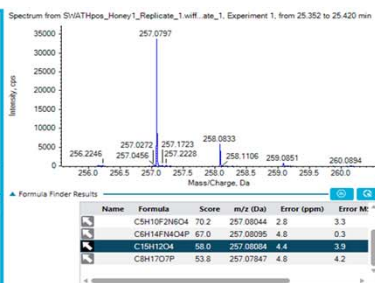 Spectrum from SWATHpos_Honey1_Replicate_1.wiff...ate_1, Experiment 1, from 25.352 to 25.420 min
257.0797
35000
30000
25000
20000
15000
10000
5000
0
Intensity, cps
256.2246
257.0272
257.0456
257.1723
257.2228
258.0833
258.1106
259.0851
260.0894
256.0 256.5 257.0 257.5 258.0 258.5 259.0 259.5 260.0
Mass/Charge, Da
Formula Finder Results
Name Formula Score m/z (Da) Error (ppm) Error M
C5H10F2N6O4 70.2 257.08044 2.8 3.3
C6H14FN4O4P 67.0 257.08095 4.8 0.3
C15H12O4 58.0 257.08084 4.4 3.9
C8H17O7P 53.8 257.07847 4.8 4.2